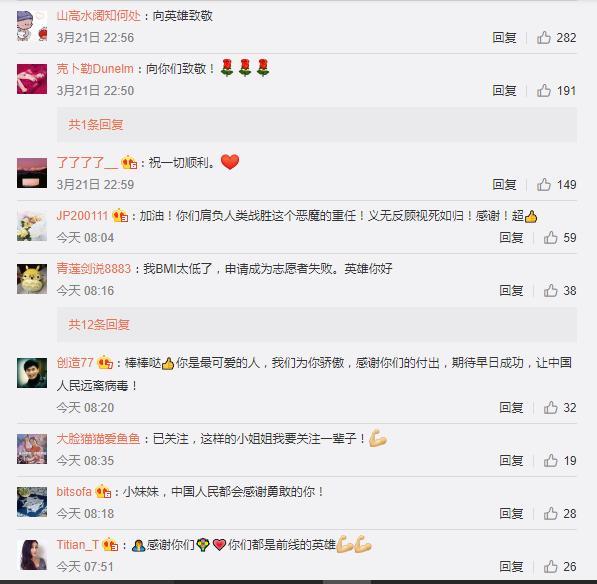 山高水阔知何处：向英雄致敬
3月21日 22:56 回复 282
克卜勒Dunelm：向你们致敬！🌹🌹🌹
3月21日 22:50 回复 191
共1条回复
了了了了__：祝一切顺利。❤️
3月21日 22:59 回复 149
JP200111：加油！你们肩负人类战胜这个恶魔的重任！义无反顾视死如归！感谢！超👍
今天 08:04 回复 59
青莲剑说8883：我BMI太低了，申请成为志愿者失败。英雄你好
今天 08:16 回复 38
共12条回复
创造77：棒棒哒👍你是最可爱的人，我们为你骄傲，感谢你们的付出，期待早日成功，让中国
人民远离病毒！
今天 08:20 回复 32
大脸猫猫爱鱼鱼：已关注，这样的小姐姐我要关注一辈子！💪
今天 08:35 回复 19
bitsofa：小妹妹，中国人民都会感谢勇敢的你！
今天 08:18 回复 28
Titian_T：感谢你们💗你们都是前线的英雄💪💪
今天 07:51 回复 26